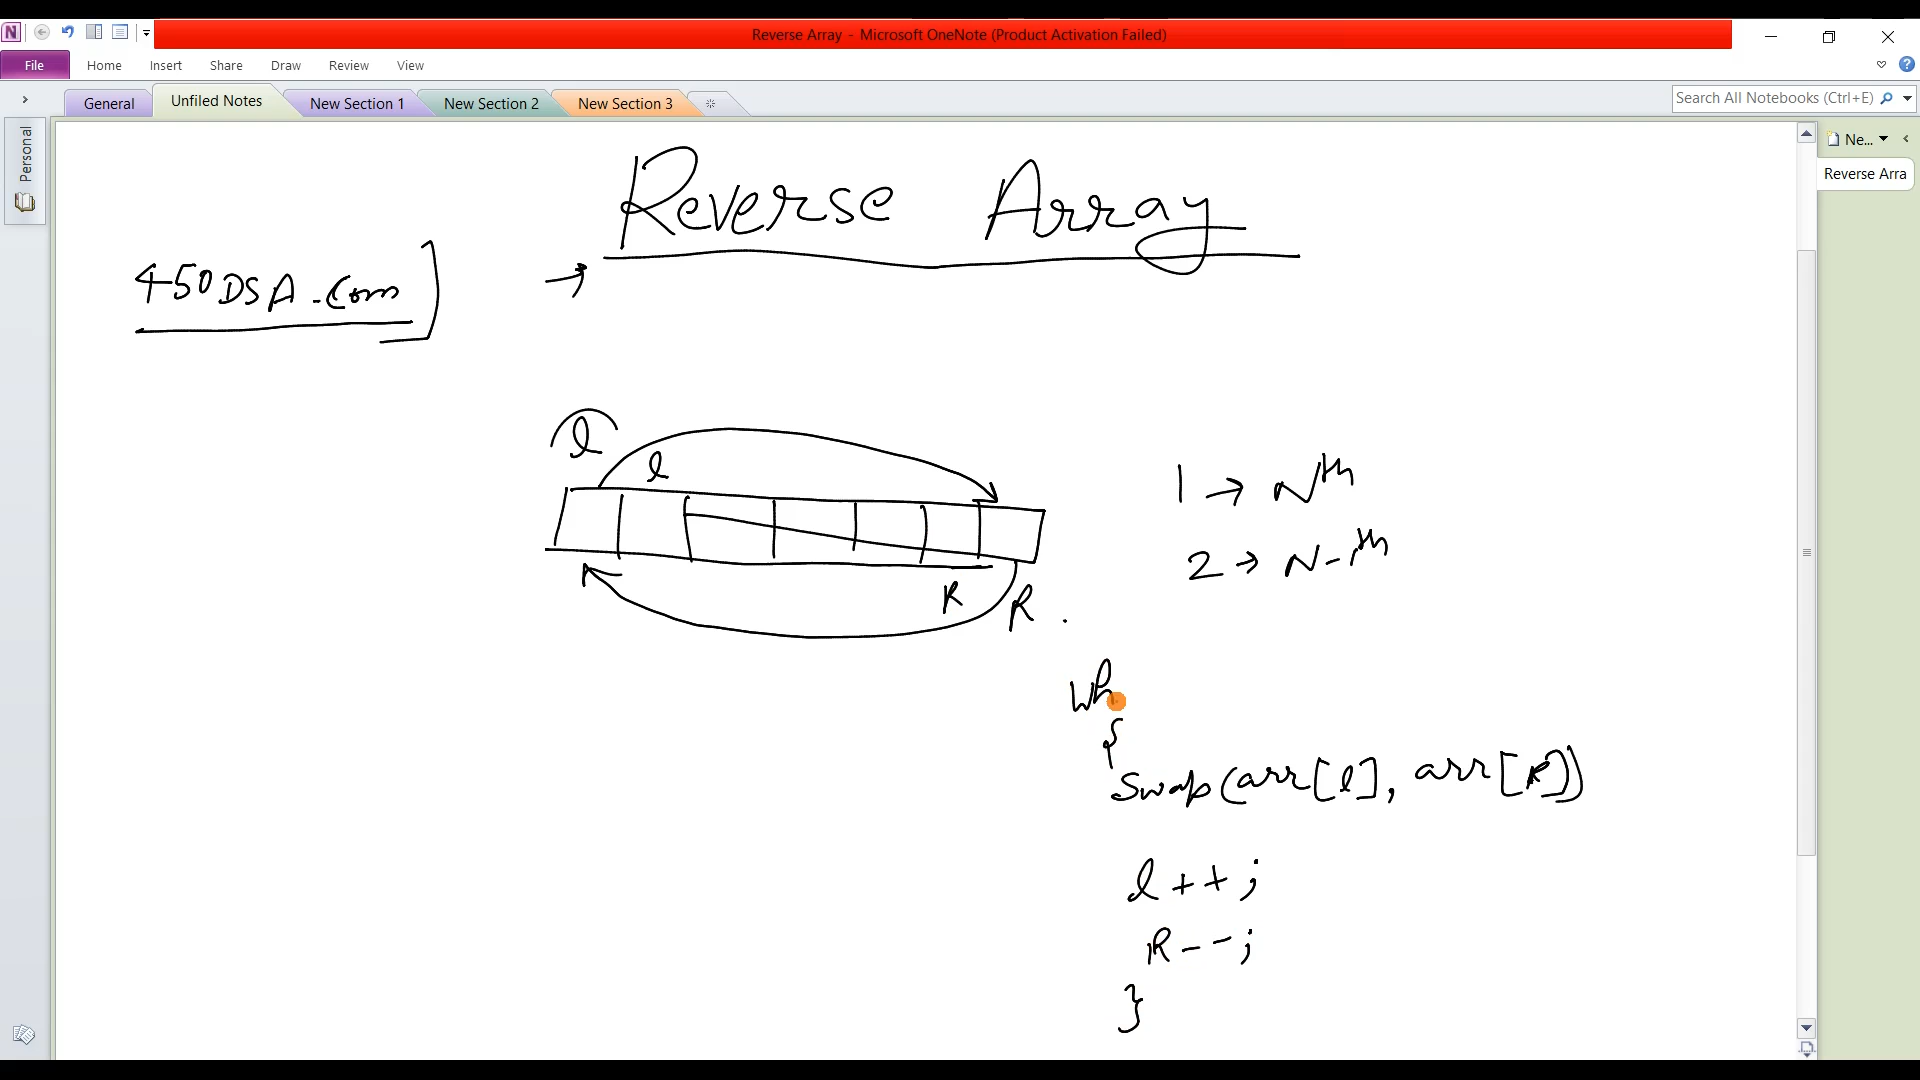 Reverse Array - Microsoft OneNote (Product Activation Failed)
File Home Insert Share Draw Review View
General Unfiled Notes New Section 1 New Section 2 New Section 3
Search All Notebooks (Ctrl+E)
Personal
Ne...
Reverse Arra
Reverse Array
450DSA.Com
l
l
1 → Nth
2 → N-1th
R R
Wh
{
Swap(arr[l], arr[R])
l++;
R--;
}